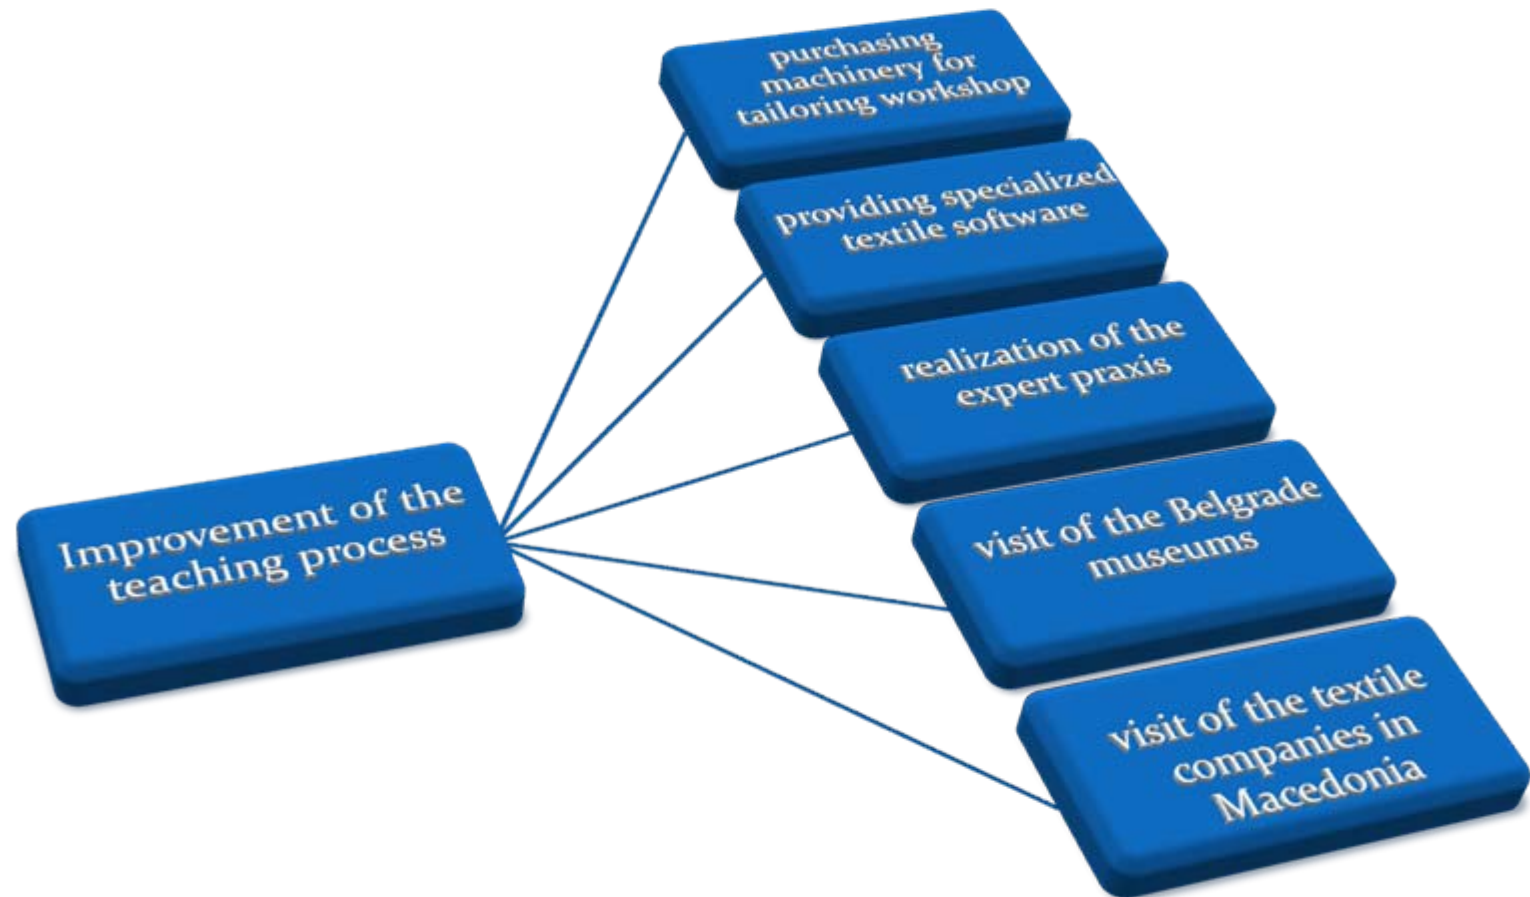 purchasing
machinery for
tailoring workshop
providing specialized
textile software
realization of the
expert praxis
Improvement of the
teaching process
visit of the Belgrade
museums
visit of the textile
companies in
Macedonia